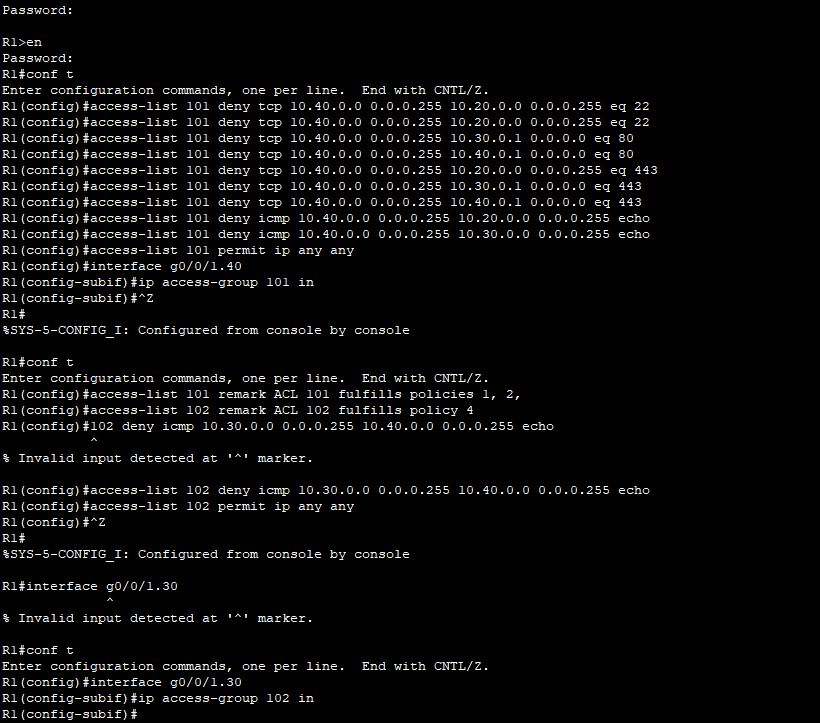 Password:
R1>en
Password:
R1#conf t
Enter configuration commands, one per line.  End with CNTL/Z.
R1(config)#access-list 101 deny tcp 10.40.0.0 0.0.0.255 10.20.0.0 0.0.0.255 eq 22
R1(config)#access-list 101 deny tcp 10.40.0.0 0.0.0.255 10.20.0.0 0.0.0.255 eq 22
R1(config)#access-list 101 deny tcp 10.40.0.0 0.0.0.255 10.30.0.1 0.0.0.0 eq 80
R1(config)#access-list 101 deny tcp 10.40.0.0 0.0.0.255 10.40.0.1 0.0.0.0 eq 80
R1(config)#access-list 101 deny tcp 10.40.0.0 0.0.0.255 10.20.0.0 0.0.0.255 eq 443
R1(config)#access-list 101 deny tcp 10.40.0.0 0.0.0.255 10.30.0.1 0.0.0.0 eq 443
R1(config)#access-list 101 deny tcp 10.40.0.0 0.0.0.255 10.40.0.1 0.0.0.0 eq 443
R1(config)#access-list 101 deny icmp 10.40.0.0 0.0.0.255 10.20.0.0 0.0.0.255 echo
R1(config)#access-list 101 deny icmp 10.40.0.0 0.0.0.255 10.30.0.0 0.0.0.255 echo
R1(config)#access-list 101 permit ip any any
R1(config)#interface g0/0/1.40
R1(config-subif)#ip access-group 101 in
R1(config-subif)#^Z
R1#
%SYS-5-CONFIG_I: Configured from console by console
R1#conf t
Enter configuration commands, one per line.  End with CNTL/Z.
R1(config)#access-list 101 remark ACL 101 fulfills policies 1, 2,
R1(config)#access-list 102 remark ACL 102 fulfills policy 4
R1(config)#102 deny icmp 10.30.0.0 0.0.0.255 10.40.0.0 0.0.0.255 echo
^
% Invalid input detected at '^' marker.
R1(config)#access-list 102 deny icmp 10.30.0.0 0.0.0.255 10.40.0.0 0.0.0.255 echo
R1(config)#access-list 102 permit ip any any
R1(config)#^Z
R1#
%SYS-5-CONFIG_I: Configured from console by console
R1#interface g0/0/1.30
^
% Invalid input detected at '^' marker.
R1#conf t
Enter configuration commands, one per line.  End with CNTL/Z.
R1(config)#interface g0/0/1.30
R1(config-subif)#ip access-group 102 in
R1(config-subif)#